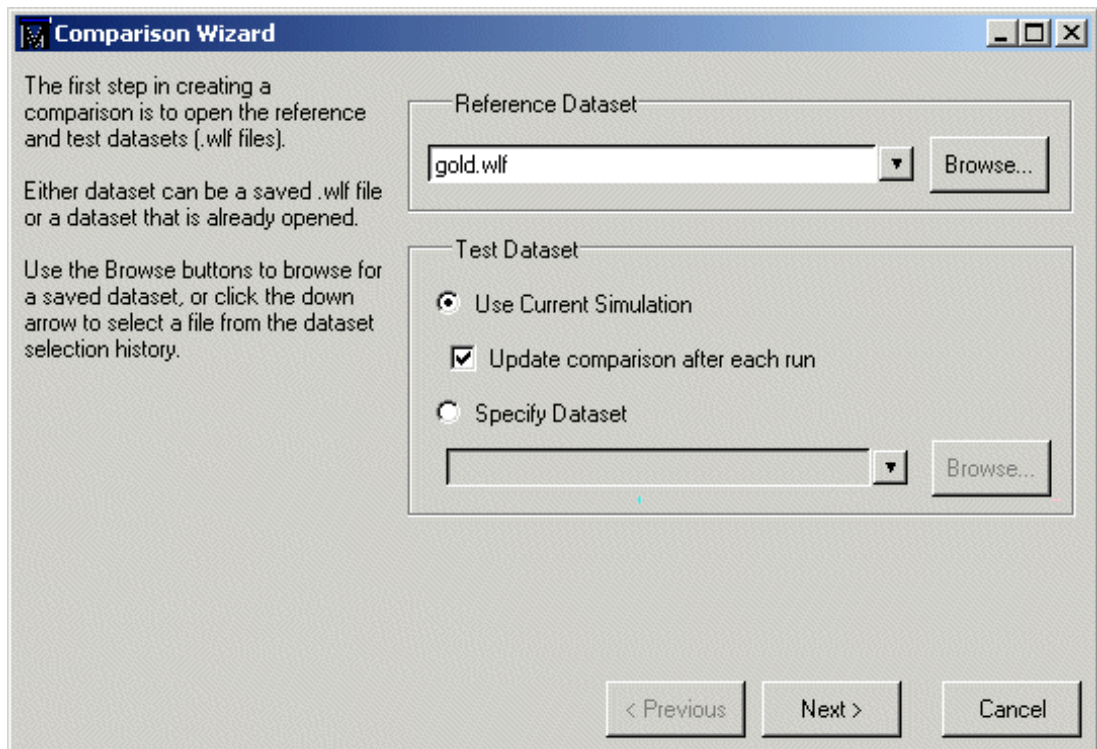 Comparison Wizard
The first step in creating a
comparison is to open the reference
and test datasets (.wlf files).
Either dataset can be a saved .wlf file
or a dataset that is already opened.
Use the Browse buttons to browse for
a saved dataset, or click the down
arrow to select a file from the dataset
selection history.
Reference Dataset
gold.wlf
Browse...
Test Dataset
Use Current Simulation
Update comparison after each run
Specify Dataset
Browse...
< Previous
Next >
Cancel